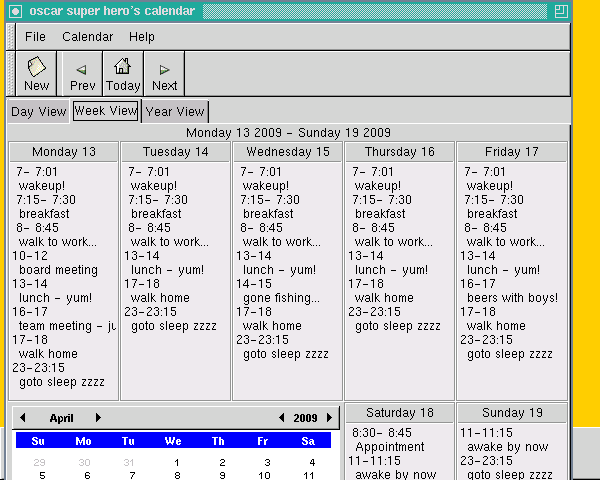 oscar super hero's calendar
File Calendar Help
New Prev Today Next
Day View Week View Year View
Monday 13 2009 - Sunday 19 2009
Monday 13
7- 7:01
wakeup!
7:15- 7:30
breakfast
8- 8:45
walk to work...
10-12
board meeting
13-14
lunch - yum!
16-17
team meeting - ju
17-18
walk home
23-23:15
goto sleep zzzz
Tuesday 14
7- 7:01
wakeup!
7:15- 7:30
breakfast
8- 8:45
walk to work...
13-14
lunch - yum!
17-18
walk home
23-23:15
goto sleep zzzz
Wednesday 15
7- 7:01
wakeup!
7:15- 7:30
breakfast
8- 8:45
walk to work...
13-14
lunch - yum!
14-15
gone fishing...
17-18
walk home
23-23:15
goto sleep zzzz
Thursday 16
7- 7:01
wakeup!
7:15- 7:30
breakfast
8- 8:45
walk to work...
13-14
lunch - yum!
17-18
walk home
23-23:15
goto sleep zzzz
Friday 17
7- 7:01
wakeup!
7:15- 7:30
breakfast
8- 8:45
walk to work...
13-14
lunch - yum!
16-17
beers with boys!
17-18
walk home
23-23:15
goto sleep zzzz
April 2009
Su Mo Tu We Th Fr Sa
29 30 31 1 2 3 4
5 6 7 8 9 10 11
Saturday 18
8:30- 8:45
Appointment
11-11:15
awake by now
Sunday 19
11-11:15
awake by now
23-23:15
goto sleep zzzz